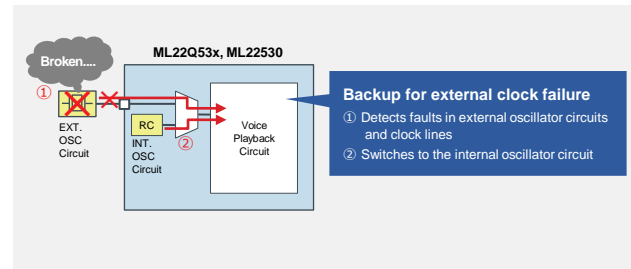 ML22Q53x, ML22530
Broken....
①
EXT.
OSC
Circuit
RC
INT.
OSC
Circuit
②
Voice
Playback
Circuit
Backup for external clock failure
① Detects faults in external oscillator circuits
and clock lines
② Switches to the internal oscillator circuit